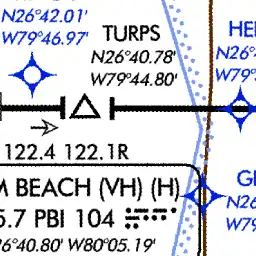 N26°42.01'
W79°46.97'
TURPS
N26°40.78'
W79°44.80'
HE
N26°
W79°
122.4 122.1R
M BEACH (VH) (H)
5.7 PBI 104
6°40.80' W80°05.19'
G
N26
W79